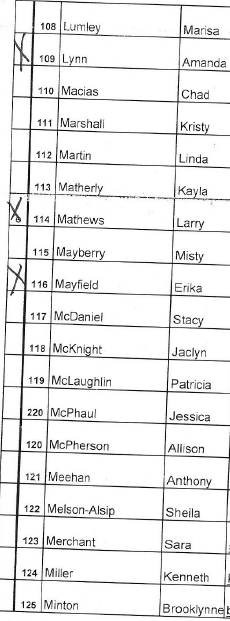 108 Lumley Marisa
X 109 Lynn Amanda
110 Macias Chad
111 Marshall Kristy
112 Martin Linda
113 Matherly Kayla
X 114 Mathews Larry
115 Mayberry Misty
X 116 Mayfield Erika
117 McDaniel Stacy
118 McKnight Jaclyn
119 McLaughlin Patricia
220 McPhaul Jessica
120 McPherson Allison
121 Meehan Anthony
122 Melson-Alsip Sheila
123 Merchant Sara
124 Miller Kenneth
125 Minton Brooklynne